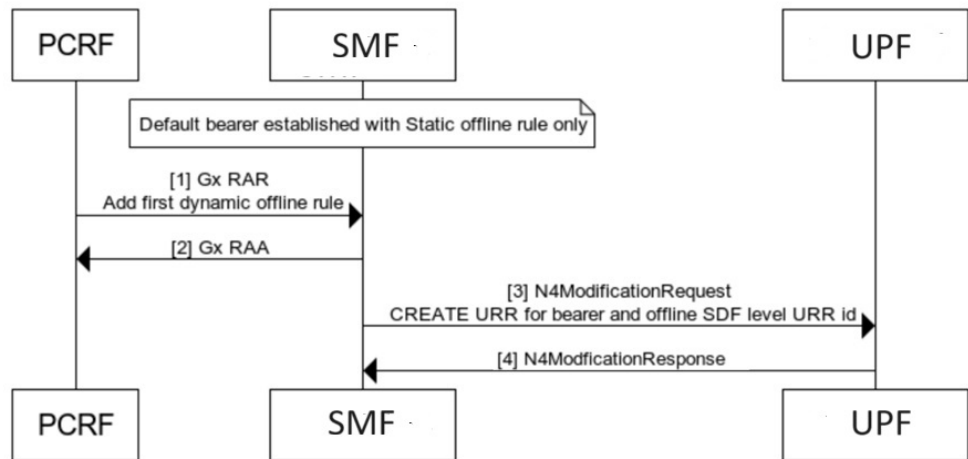 PCRF
SMF
UPF
Default bearer established with Static offline rule only
[1] Gx RAR
Add first dynamic offline rule
[2] Gx RAA
[3] N4ModificationRequest
CREATE URR for bearer and offline SDF level URR id
[4] N4ModficationResponse
PCRF
SMF
UPF